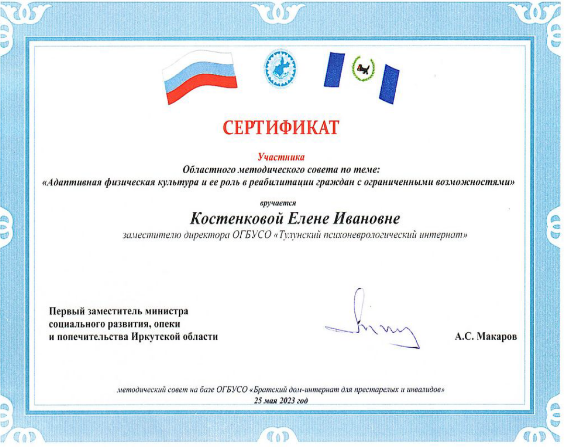 СЕРТИФИКАТ
Участника
Областного методического совета по теме:
«Адаптивная физическая культура и ее роль в реабилитации граждан с ограниченными возможностями»
вручается
Костенковой Елене Ивановне
заместителю директора ОГБУСО «Тулунский психоневрологический интернат»
Первый заместитель министра
социального развития, опеки
и попечительства Иркутской области
А.С. Макаров
методический совет на базе ОГБУСО «Братский дом-интернат для престарелых и инвалидов»
25 мая 2023 год